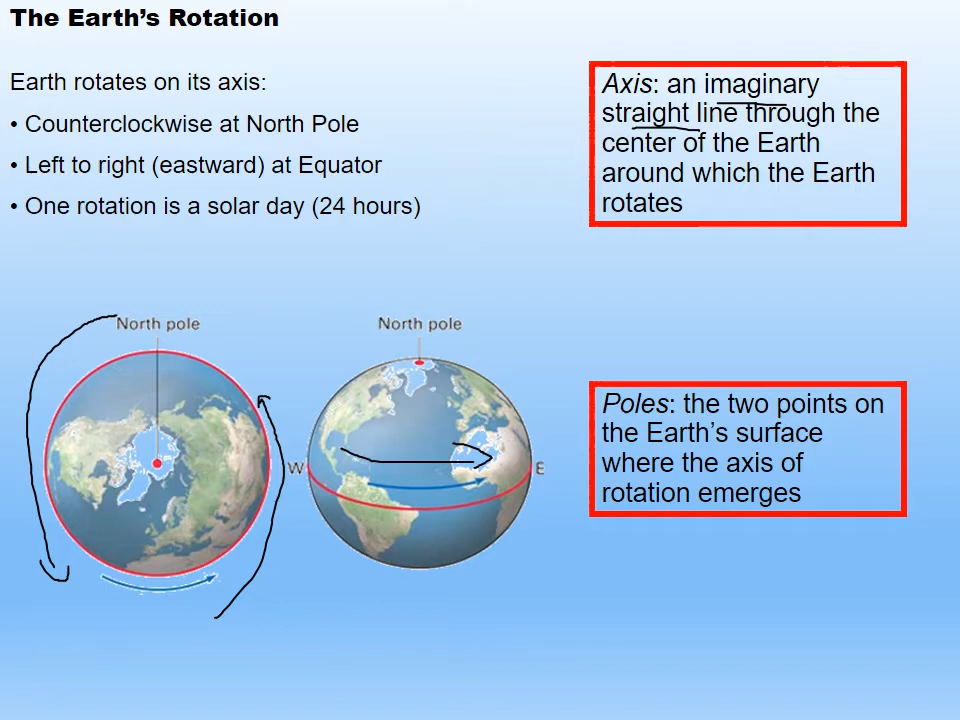 The Earth's Rotation
Earth rotates on its axis:
• Counterclockwise at North Pole
• Left to right (eastward) at Equator
• One rotation is a solar day (24 hours)
Axis: an imaginary
straight line through the
center of the Earth
around which the Earth
rotates
North pole
North pole
W
E
Poles: the two points on
the Earth's surface
where the axis of
rotation emerges